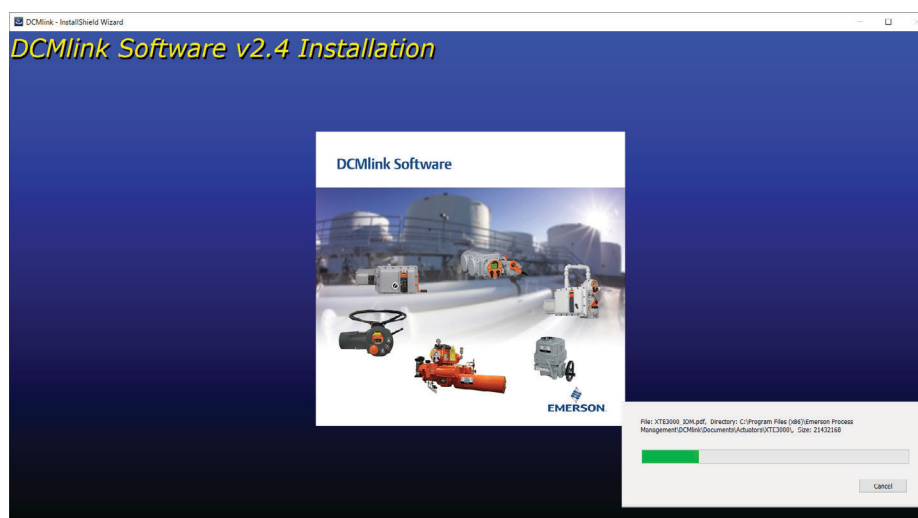 DCMlink - InstallShield Wizard
DCMlink Software v2.4 Installation
DCMlink Software
EMERSON
File: XTE3000_IOM.pdf, Directory: C:\Program Files (x86)\Emerson Process
Management\DCMlink\Documents\Actuators\XTE3000\, Size: 21432168
Cancel